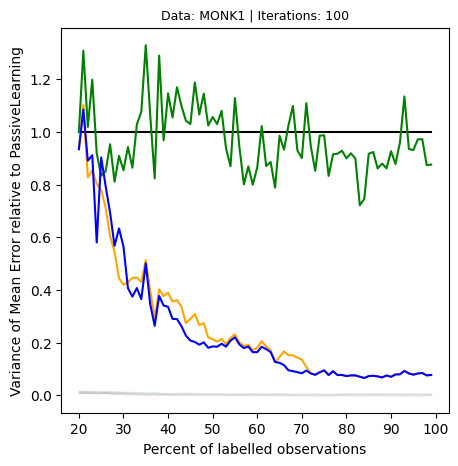 Data: MONK1 | Iterations: 100
Variance of Mean Error relative to PassiveLearning
1.2
1.0
0.8
0.6
0.4
0.2
0.0
20 30 40 50 60 70 80 90 100
Percent of labelled observations